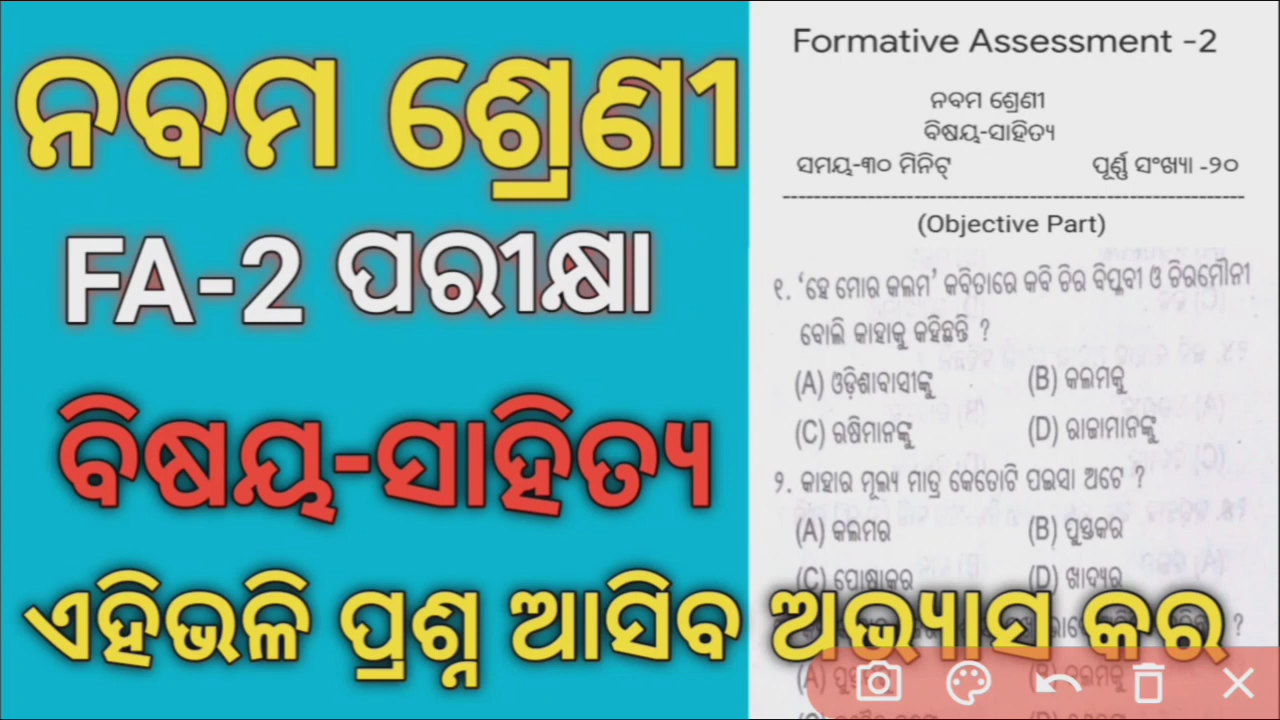 ନବମ ଶ୍ରେଣୀ
FA-2 ପରୀକ୍ଷା
ବିଷୟ-ସାହିତ୍ୟ
ଏହିଭଳି ପ୍ରଶ୍ନ ଆସିବ ଅଭ୍ୟାସ କର
Formative Assessment -2
ନବମ ଶ୍ରେଣୀ
ବିଷୟ-ସାହିତ୍ୟ
ସମୟ-୩୦ ମିନିଟ୍ ପୂର୍ଣ୍ଣ ସଂଖ୍ୟା -୨୦
(Objective Part)
୧. ‘ହେ ମୋର କଲମ’ କବିତାରେ କବି ଚିର ବିପ୍ଳବୀ ଓ ଚିରମୌନୀ
ବୋଲି କାହାକୁ କହିଛନ୍ତି ?
(A) ଓଡ଼ିଶାବାସୀଙ୍କୁ (B) କଲମକୁ
(C) ଋଷିମାନଙ୍କୁ (D) ରାଜାମାନଙ୍କୁ
୨. କାହାର ମୂଲ୍ୟ ମାତ୍ର କେତୋଟି ପଇସା ଅଟେ ?
(A) କଲମର (B) ପୁସ୍ତକର
(C) ପୋଷାକର (D) ଖାଦ୍ୟର
(A) (B) କଲମକୁ